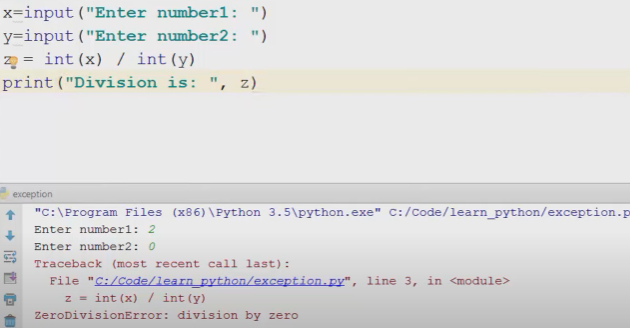 x=input("Enter number1: ")
y=input("Enter number2: ")
z = int(x) / int(y)
print("Division is: ", z)
exception
"C:\Program Files (x86)\Python 3.5\python.exe" C:/Code/learn_python/exception.p
Enter number1: 2
Enter number2: 0
Traceback (most recent call last):
  File "C:/Code/learn_python/exception.py", line 3, in <module>
    z = int(x) / int(y)
ZeroDivisionError: division by zero